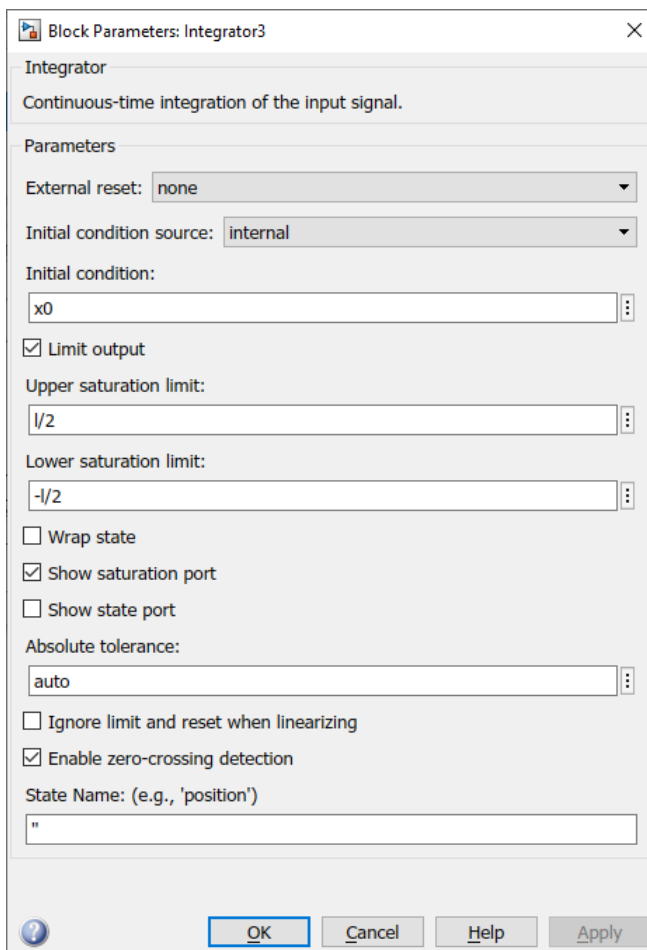 Block Parameters: Integrator3
Integrator
Continuous-time integration of the input signal.
Parameters
External reset: none
Initial condition source: internal
Initial condition:
x0
Limit output
Upper saturation limit:
l/2
Lower saturation limit:
-l/2
Wrap state
Show saturation port
Show state port
Absolute tolerance:
auto
Ignore limit and reset when linearizing
Enable zero-crossing detection
State Name: (e.g., 'position')
''
OK Cancel Help Apply